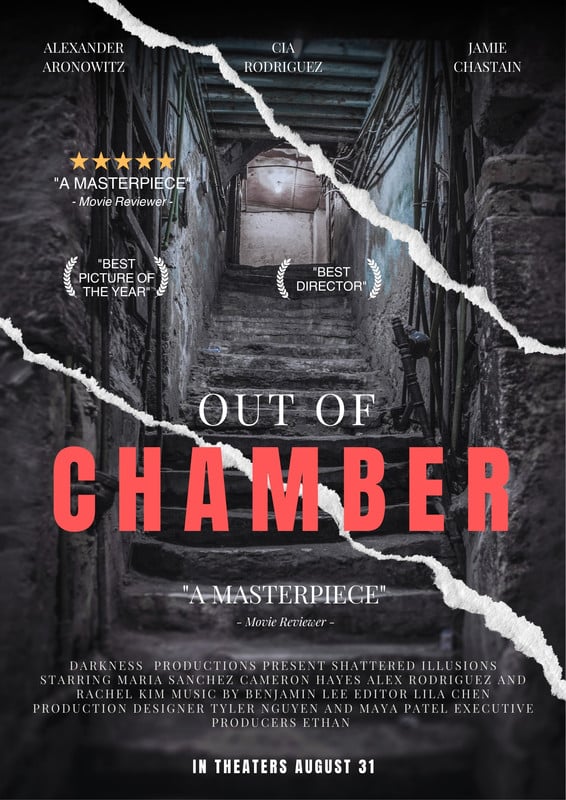 ALEXANDER
ARONOWITZ
CIA
RODRIGUEZ
JAMIE
CHASTAIN
"A MASTERPIECE"
- Movie Reviewer -
"BEST
PICTURE OF
THE YEAR"
"BEST
DIRECTOR"
OUT OF
CHAMBER
"A MASTERPIECE"
- Movie Reviewer -
DARKNESS PRODUCTIONS PRESENT SHATTERED ILLUSIONS
STARRING MARIA SANCHEZ CAMERON HAYES ALEX RODRIGUEZ AND
RACHEL KIM MUSIC BY BENJAMIN LEE EDITOR LILA CHEN
PRODUCTION DESIGNER TYLER NGUYEN AND MAYA PATEL EXECUTIVE
PRODUCERS ETHAN
IN THEATERS AUGUST 31